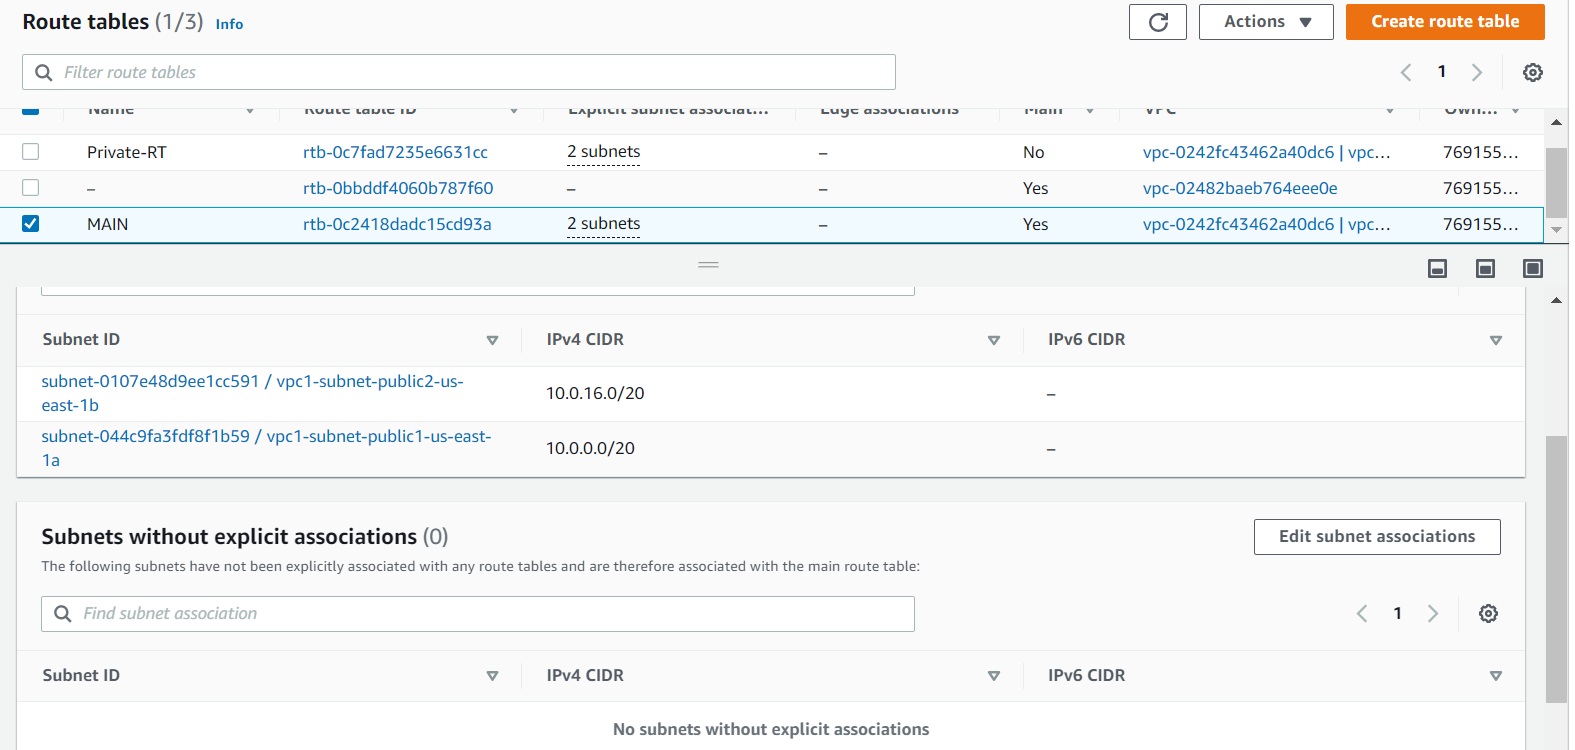 Route tables (1/3) Info
Actions ▼
Create route table
Filter route tables
1
Name Route table ID Explicit subnet associat... Edge associations Main VPC Own...
Private-RT rtb-0c7fad7235e6631cc 2 subnets – No vpc-0242fc43462a40dc6 | vpc... 769155...
– rtb-0bbddf4060b787f60 – – Yes vpc-02482baeb764eee0e 769155...
MAIN rtb-0c2418dadc15cd93a 2 subnets – Yes vpc-0242fc43462a40dc6 | vpc... 769155...
Subnet ID IPv4 CIDR IPv6 CIDR
subnet-0107e48d9ee1cc591 / vpc1-subnet-public2-us-
east-1b
10.0.16.0/20 –
subnet-044c9fa3fdf8f1b59 / vpc1-subnet-public1-us-east-
1a
10.0.0.0/20 –
Subnets without explicit associations (0)
Edit subnet associations
The following subnets have not been explicitly associated with any route tables and are therefore associated with the main route table:
Find subnet association
1
Subnet ID IPv4 CIDR IPv6 CIDR
No subnets without explicit associations